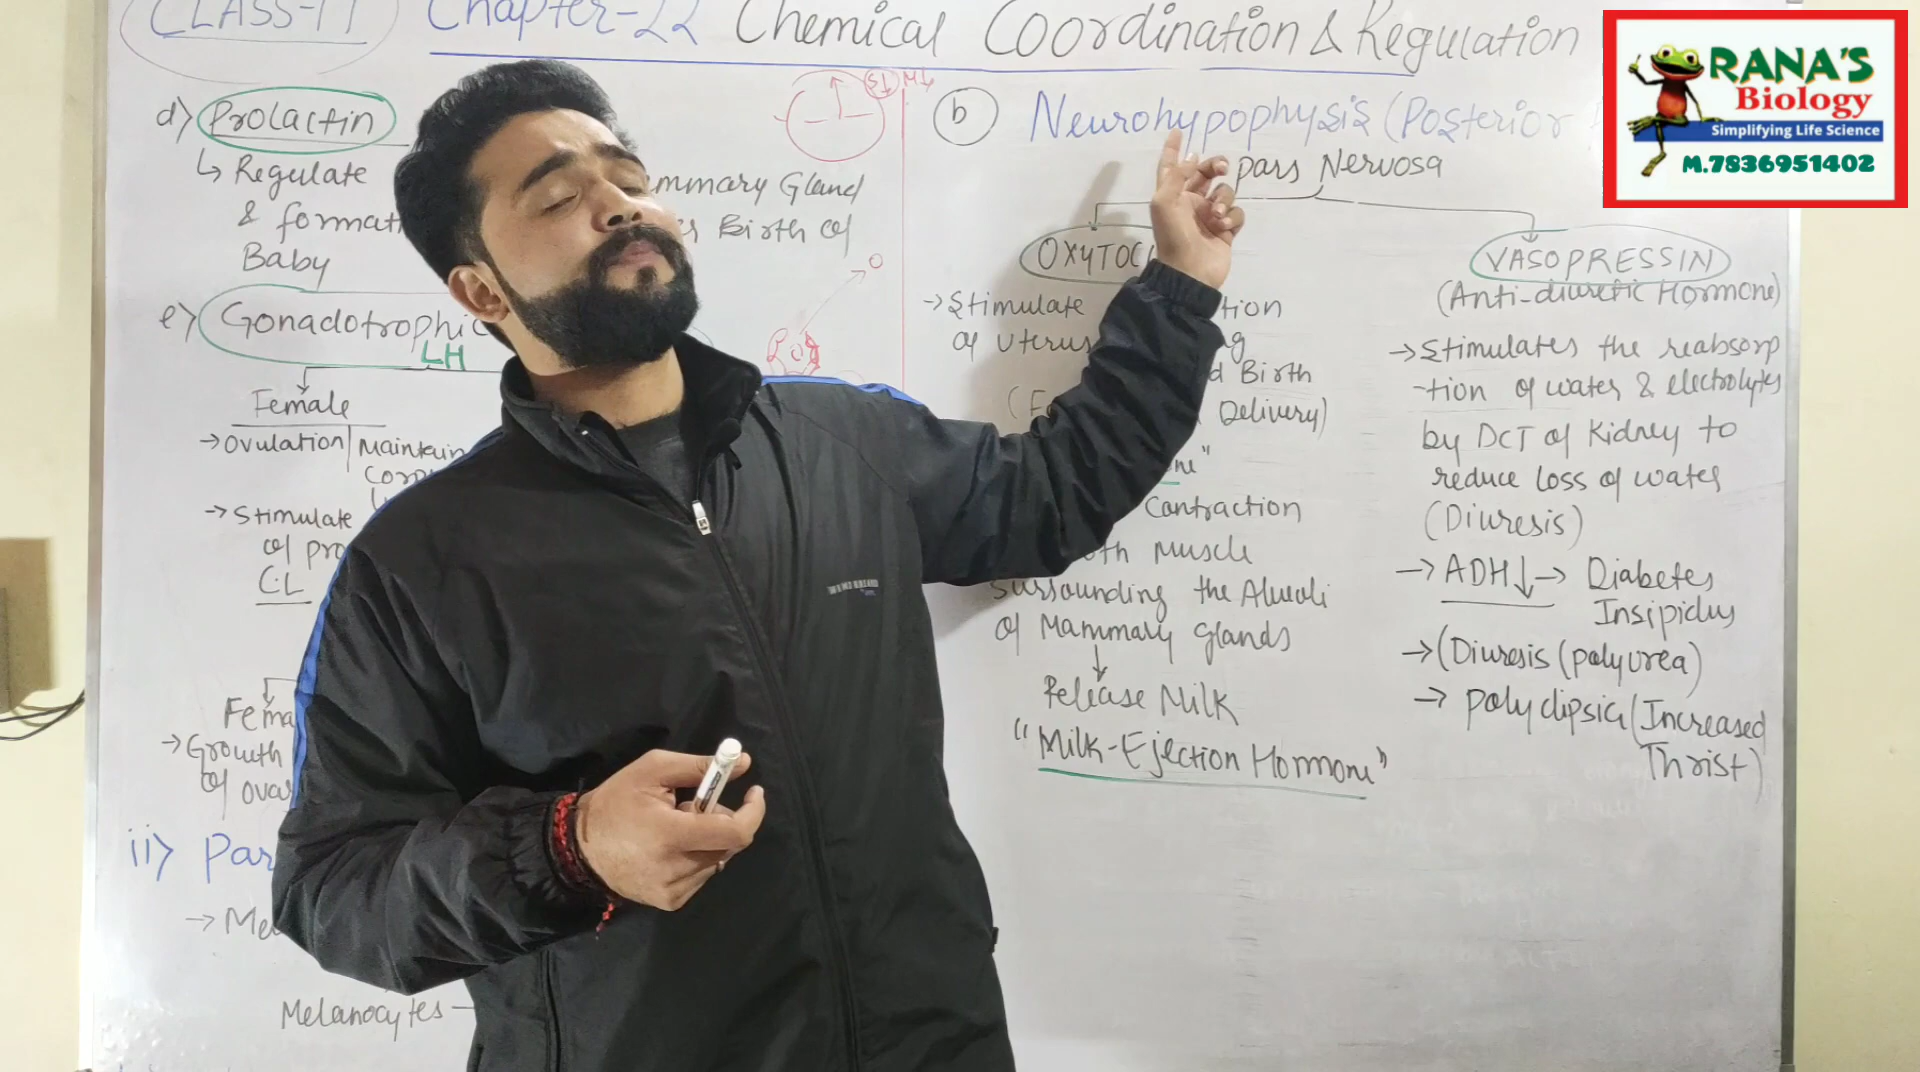 CLASS-11 Chapter-22 Chemical Coordination & Regulation
d) Prolactin
↳ Regulate mmary Gland
& formati Birth of
Baby
e) Gonadotrophic
LH
Female
→ Ovulation | Maintain
→ Stimulate
of pro
C.L
Fema
→ Growth
of ova
ii) Par
→ Me
Melanocytes
b Neurohypophysis (Posterior
pars Nervosa
OXYTOC
→ Stimulate tion
of uterus g
d Birth
Delivery)
ne"
Contraction
th Muscle
surrounding the Alveoli
of Mammary glands
↓
Release Milk
"Milk-Ejection Hormone"
VASOPRESSIN
(Anti-diuretic Hormone)
→ Stimulates the reabsorp
-tion of water & electrolytes
by DCT of Kidney to
reduce loss of water
(Diuresis)
→ ADH↓ → Diabetes
Insipidus
→ (Diuresis (polyurea)
→ polydipsia (Increased
Thrist)
RANA'S
Biology
Simplifying Life Science
M.7836951402